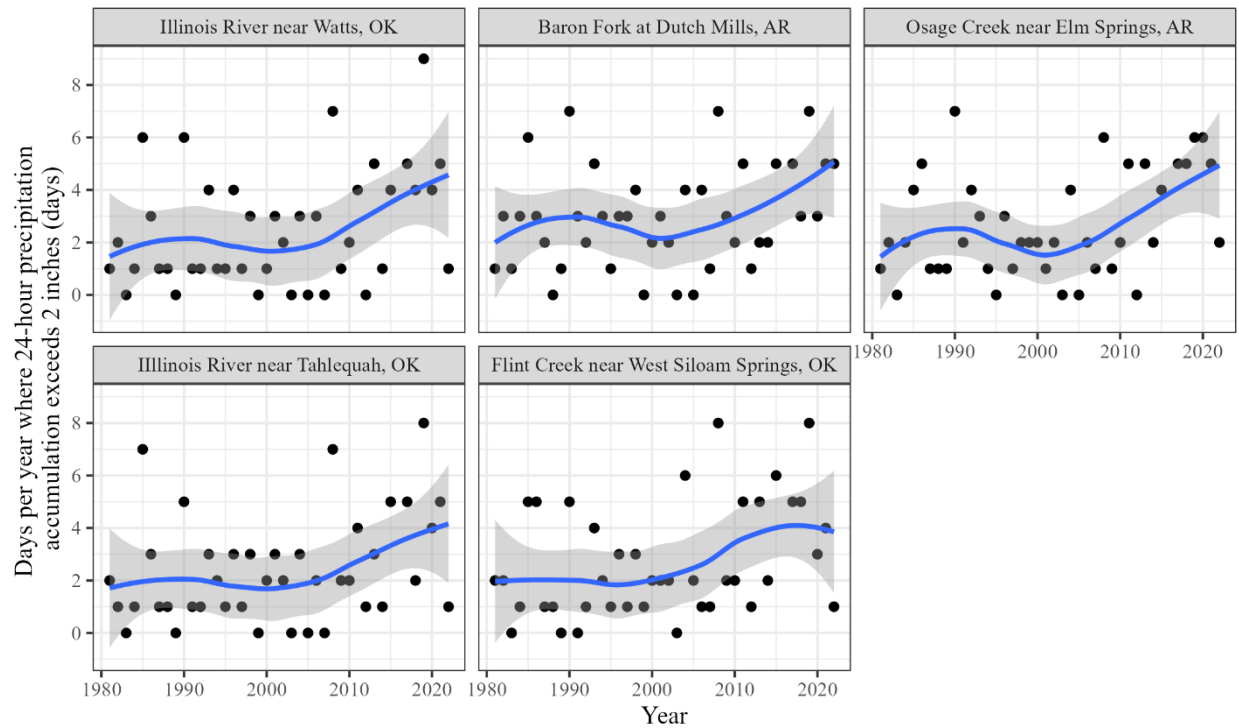 Illinois River near Watts, OK
Baron Fork at Dutch Mills, AR
Osage Creek near Elm Springs, AR
8
6
4
2
0
1980 1990 2000 2010 2020
IIllinois River near Tahlequah, OK
Flint Creek near West Siloam Springs, OK
8
6
4
2
0
1980 1990 2000 2010 2020
1980 1990 2000 2010 2020
Year
Days per year where 24-hour precipitation
accumulation exceeds 2 inches (days)